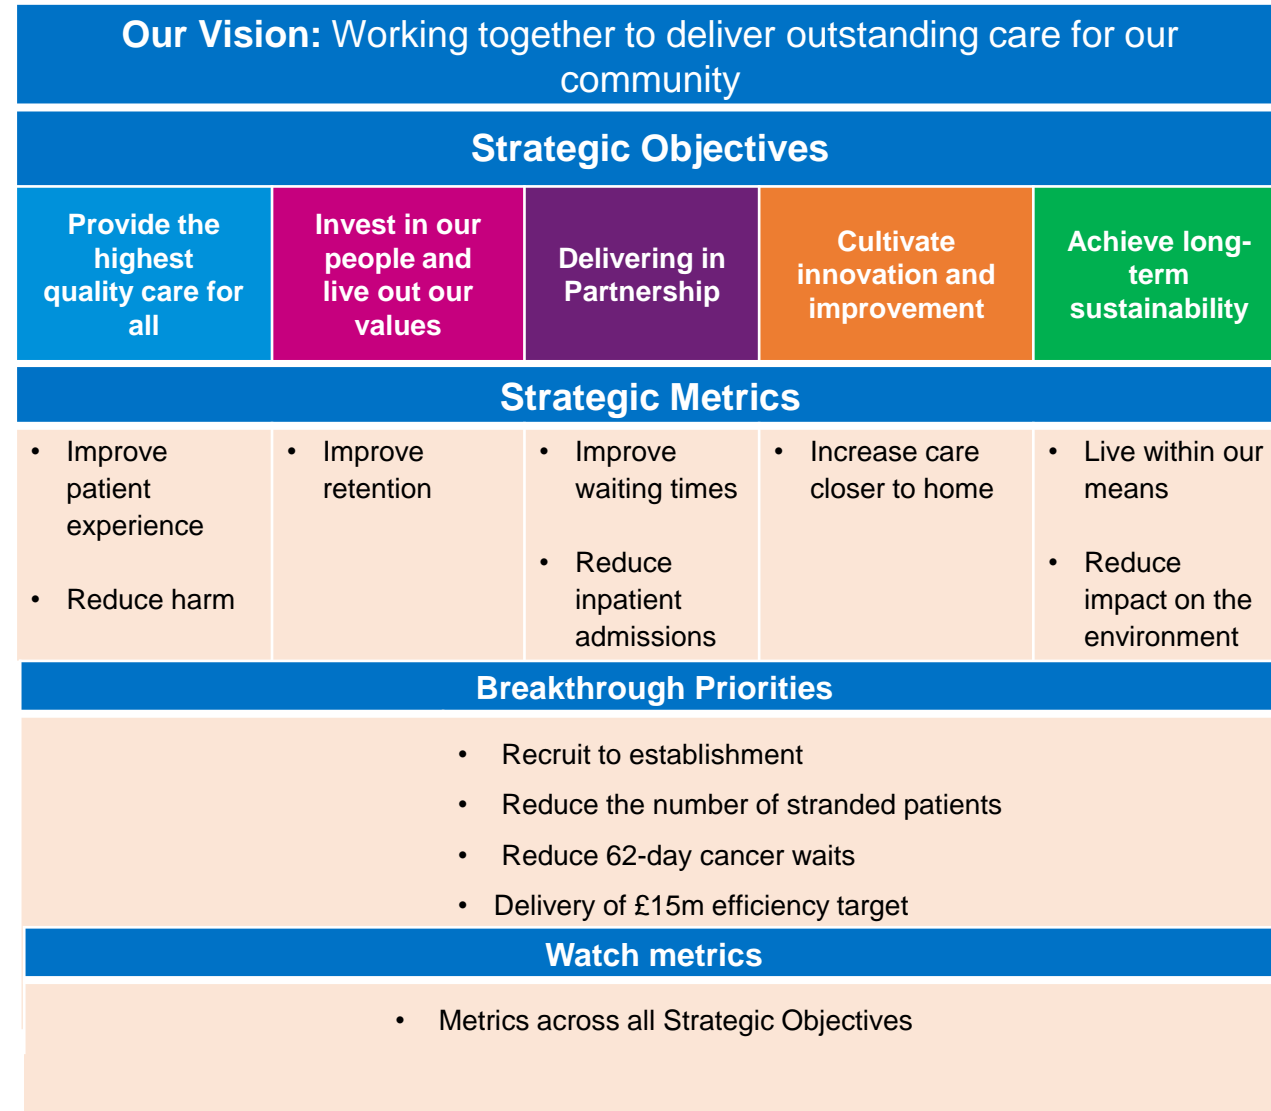 Our Vision: Working together to deliver outstanding care for our
community
Strategic Objectives
Provide the
highest
quality care for
all
Invest in our
people and
live out our
values
Delivering in
Partnership
Cultivate
innovation and
improvement
Achieve long-
term
sustainability
Strategic Metrics
• Improve
patient
experience
• Reduce harm
• Improve
retention
• Improve
waiting times
• Reduce
inpatient
admissions
• Increase care
closer to home
• Live within our
means
• Reduce
impact on the
environment
Breakthrough Priorities
• Recruit to establishment
• Reduce the number of stranded patients
• Reduce 62-day cancer waits
• Delivery of £15m efficiency target
Watch metrics
• Metrics across all Strategic Objectives